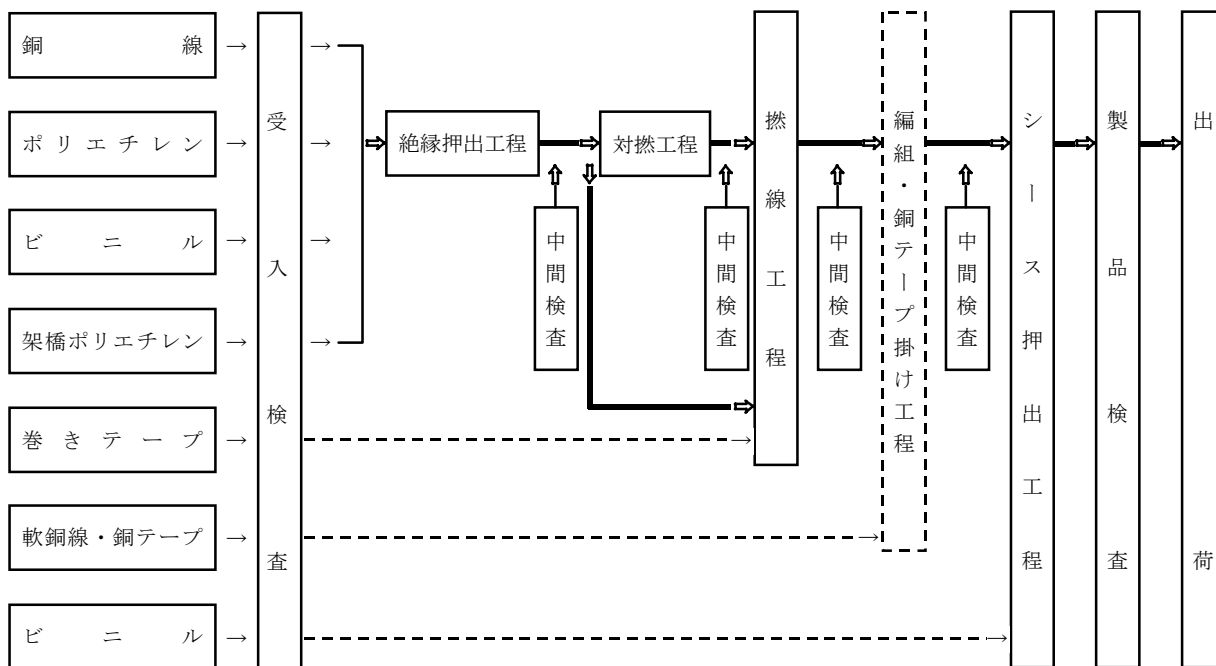 銅線
ポリエチレン
ビニル
架橋ポリエチレン
巻きテープ
軟銅線・銅テープ
ビニル
受入検査
絶縁押出工程
中間検査
対撚工程
中間検査
撚線工程
中間検査
編組・銅テープ掛け工程
中間検査
シース押出工程
製品検査
出荷